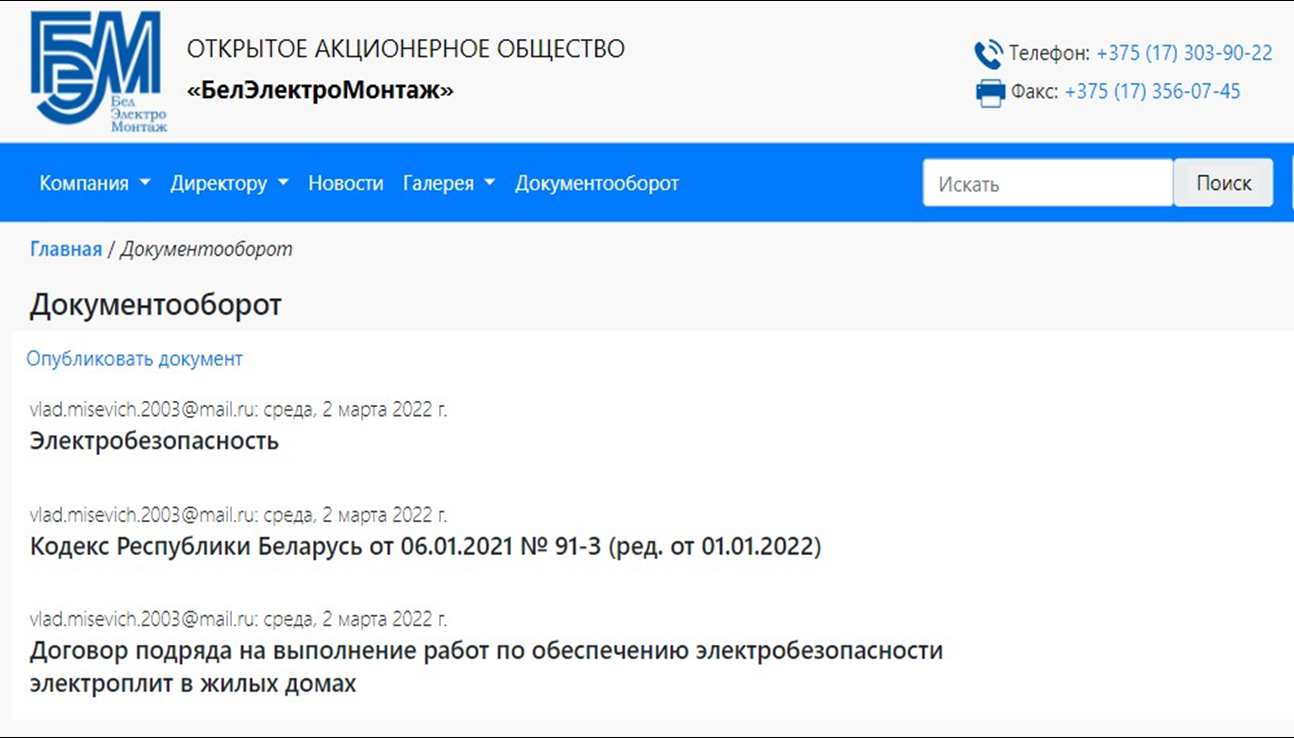 БЭМ
Бел
Электро
Монтаж
ОТКРЫТОЕ АКЦИОНЕРНОЕ ОБЩЕСТВО
«БелЭлектроМонтаж»
Телефон: +375 (17) 303-90-22
Факс: +375 (17) 356-07-45
Компания Директору Новости Галерея Документооборот Искать Поиск
Главная / Документооборот
Документооборот
Опубликовать документ
vlad.misevich.2003@mail.ru: среда, 2 марта 2022 г.
Электробезопасность
vlad.misevich.2003@mail.ru: среда, 2 марта 2022 г.
Кодекс Республики Беларусь от 06.01.2021 № 91-З (ред. от 01.01.2022)
vlad.misevich.2003@mail.ru: среда, 2 марта 2022 г.
Договор подряда на выполнение работ по обеспечению электробезопасности
электроплит в жилых домах